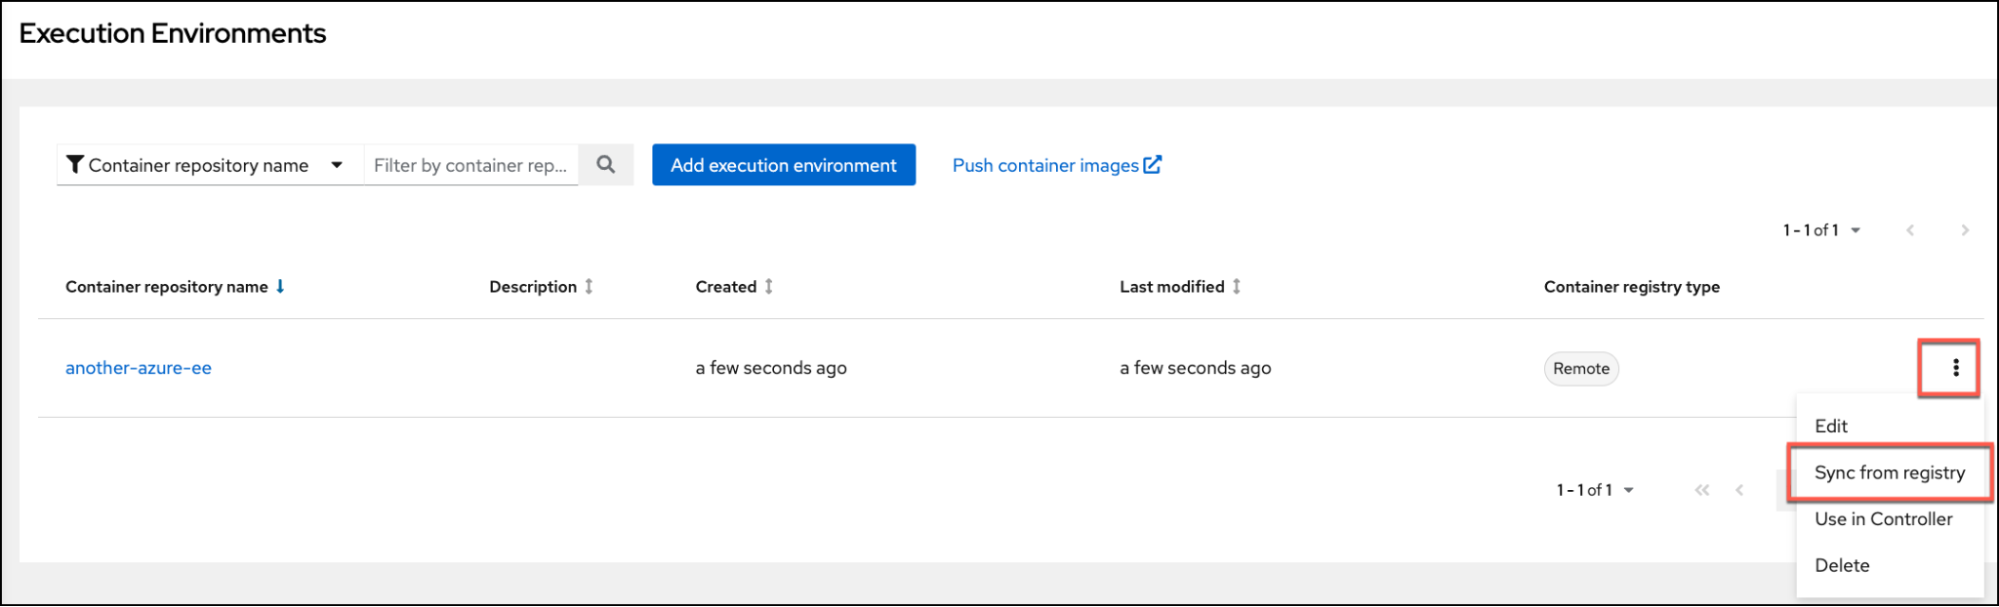 Execution Environments
Container repository name
Filter by container rep...
Add execution environment
Push container images
1 - 1 of 1
Container repository name
Description
Created
Last modified
Container registry type
another-azure-ee
a few seconds ago
a few seconds ago
Remote
Edit
Sync from registry
1 - 1 of 1
Use in Controller
Delete